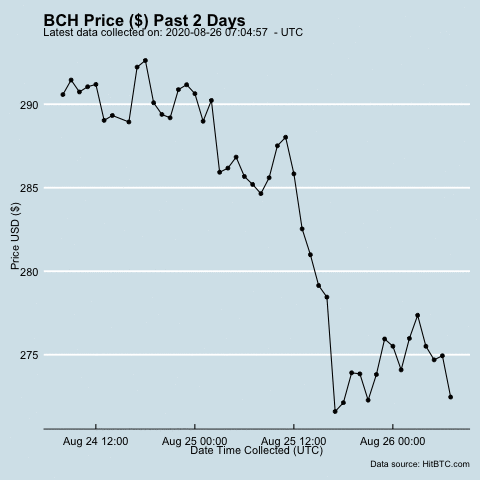 BCH Price ($) Past 2 Days
Latest data collected on: 2020-08-26 07:04:57  - UTC
290
285
280
275
Price USD ($)
Aug 24 12:00
Aug 25 00:00
Aug 25 12:00
Aug 26 00:00
Date Time Collected (UTC)
Data source: HitBTC.com